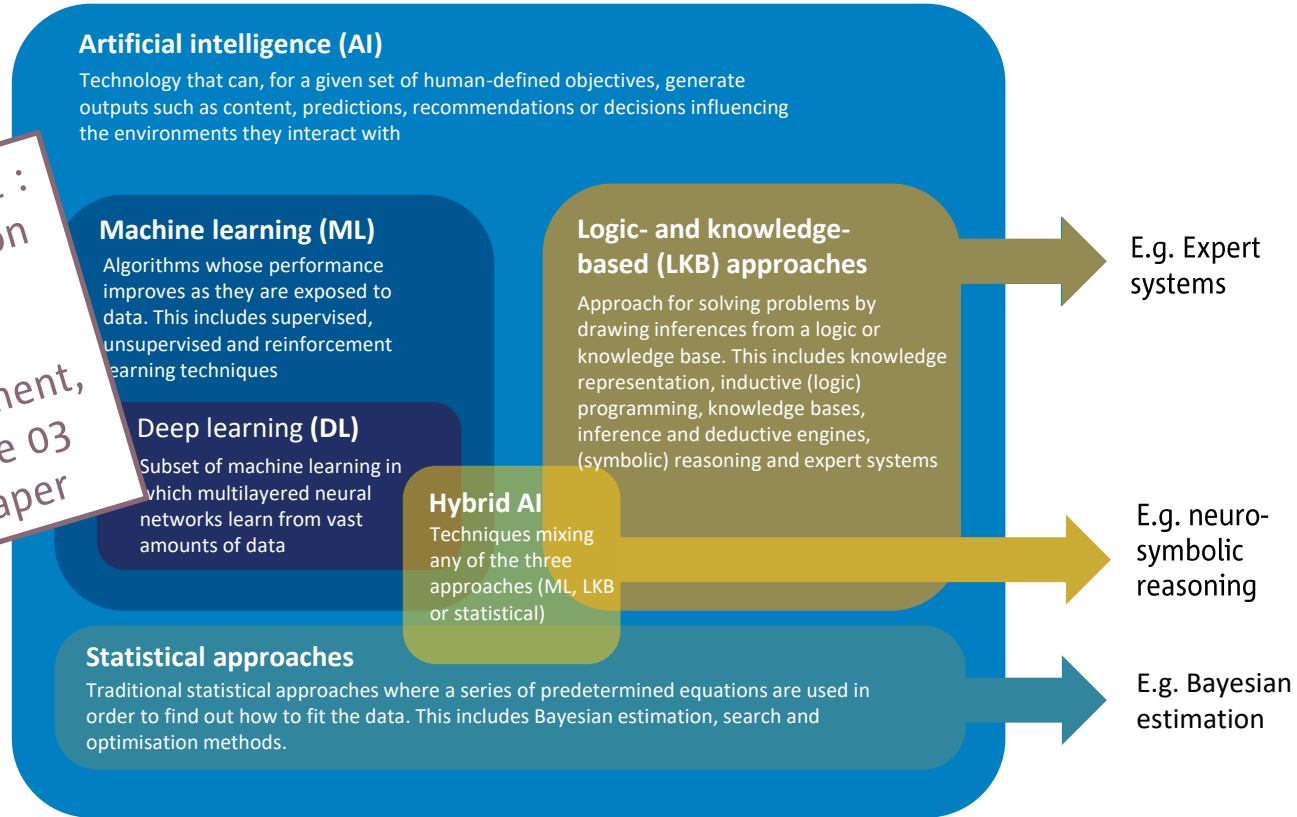 Artificial intelligence (AI)
Technology that can, for a given set of human-defined objectives, generate
outputs such as content, predictions, recommendations or decisions influencing
the environments they interact with
:
on
ment,
e 03
aper
Machine learning (ML)
Algorithms whose performance
improves as they are exposed to
data. This includes supervised,
unsupervised and reinforcement
learning techniques
Deep learning (DL)
Subset of machine learning in
which multilayered neural
networks learn from vast
amounts of data
Hybrid AI
Techniques mixing
any of the three
approaches (ML, LKB
or statistical)
Logic- and knowledge-
based (LKB) approaches
Approach for solving problems by
drawing inferences from a logic or
knowledge base. This includes knowledge
representation, inductive (logic)
programming, knowledge bases,
inference and deductive engines,
(symbolic) reasoning and expert systems
Statistical approaches
Traditional statistical approaches where a series of predetermined equations are used in
order to find out how to fit the data. This includes Bayesian estimation, search and
optimisation methods.
E.g. Expert
systems
E.g. neuro-
symbolic
reasoning
E.g. Bayesian
estimation